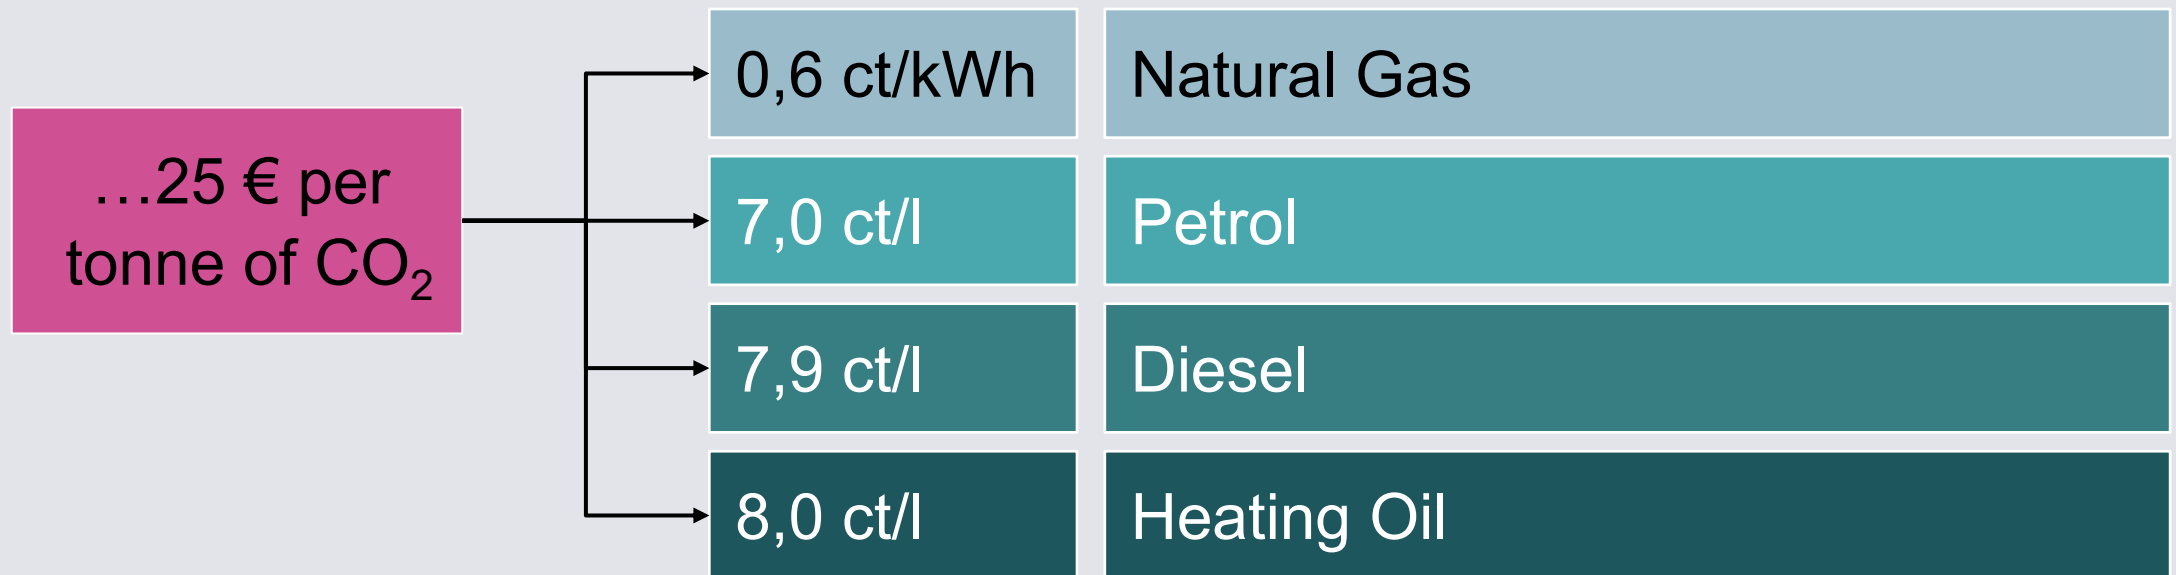 …25 € per
tonne of CO₂
0,6 ct/kWh Natural Gas
7,0 ct/l Petrol
7,9 ct/l Diesel
8,0 ct/l Heating Oil